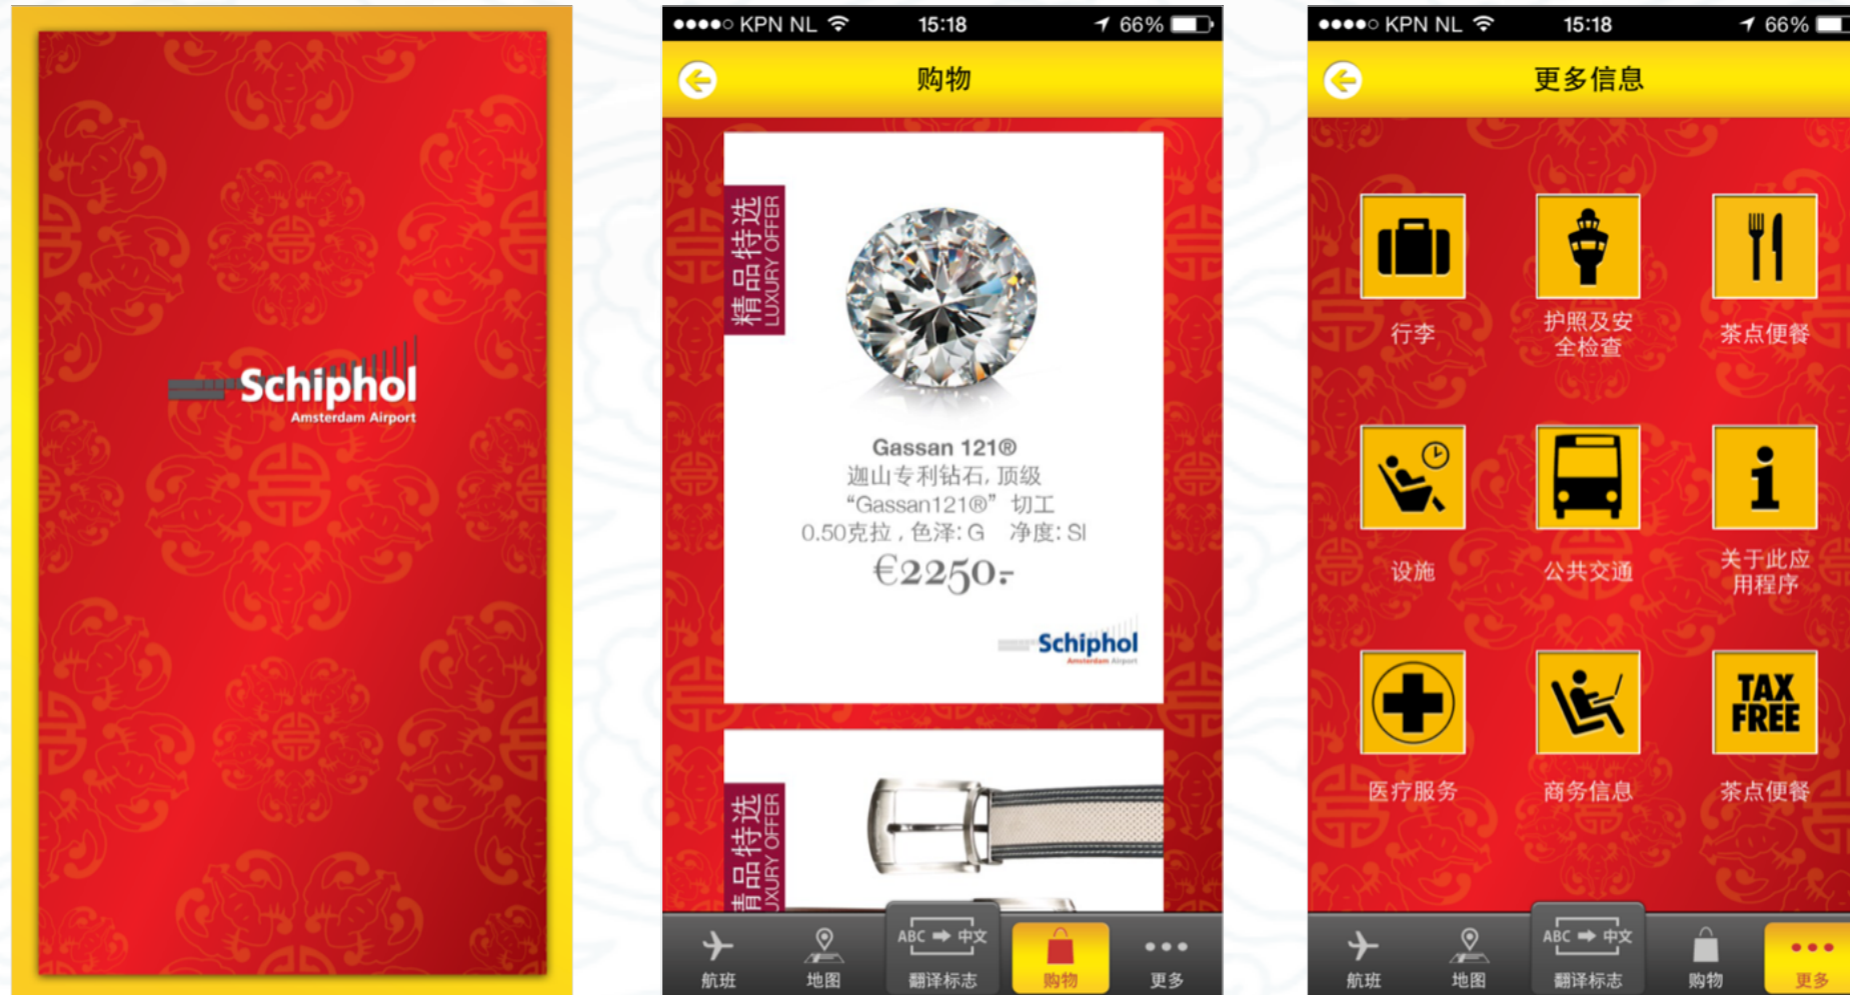 Schiphol
Amsterdam Airport
KPN NL 15:18 66%
购物
精品特选
LUXURY OFFER
Gassan 121®
迦山专利钻石, 顶级
“Gassan121®” 切工
0.50克拉 , 色泽: G 净度: SI
€2250.-
Schiphol
Amsterdam Airport
精品特选
LUXURY OFFER
航班
地图
ABC ➡ 中文
翻译标志
购物
更多
KPN NL 15:18 66%
更多信息
行李
护照及安
全检查
茶点便餐
设施
公共交通
关于此应
用程序
TAX
FREE
医疗服务
商务信息
茶点便餐
航班
地图
ABC ➡ 中文
翻译标志
购物
更多